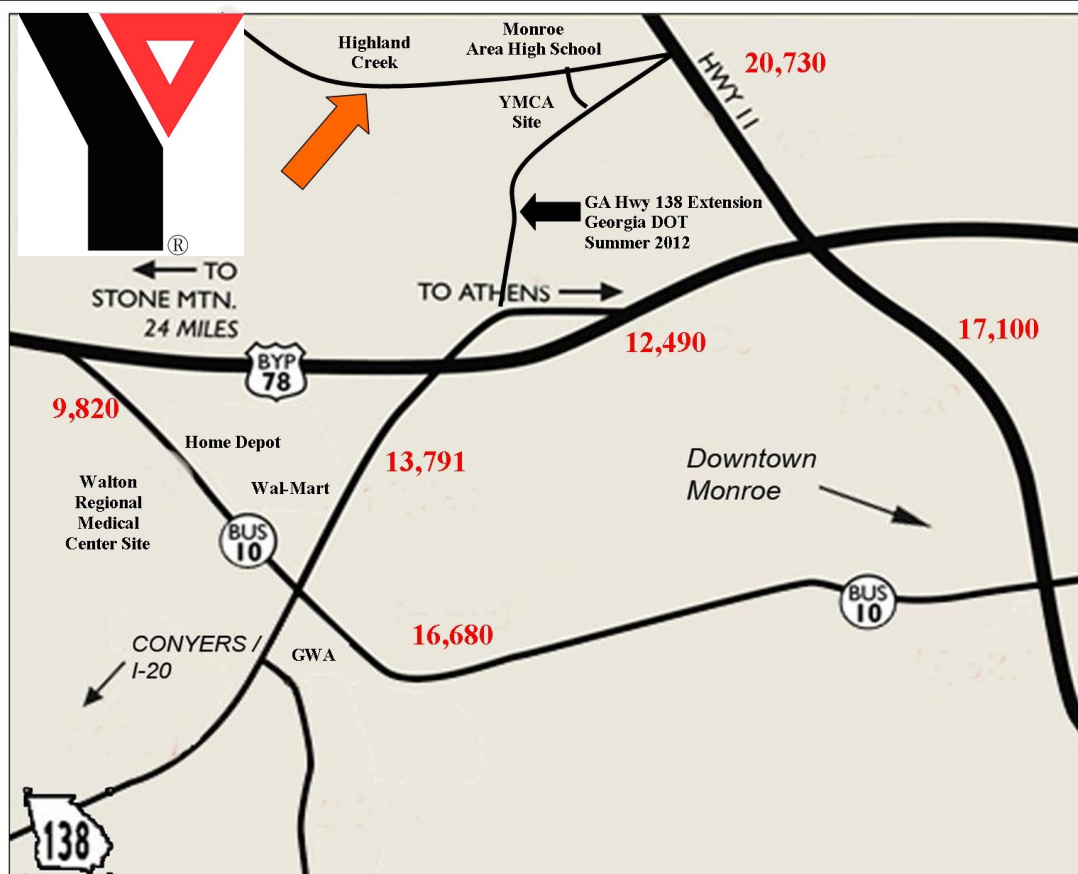 Highland
Creek
Monroe
Area High School
20,730
HWY 11
YMCA
Site
®
GA Hwy 138 Extension
Georgia DOT
Summer 2012
TO
STONE MTN.
24 MILES
TO ATHENS
12,490
17,100
BYP
78
9,820
Home Depot
13,791
Downtown
Monroe
Walton
Regional
Medical
Center Site
Wal-Mart
BUS
10
BUS
10
16,680
CONYERS /
I-20
GWA
138